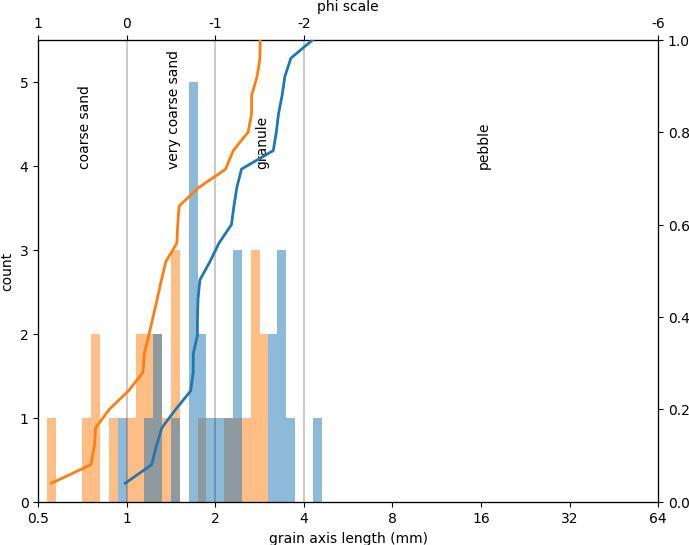 phi scale
1 0 -1 -2 -6
coarse sand
very coarse sand
granule
pebble
count
5
4
3
2
1
0
1.0
0.8
0.6
0.4
0.2
0.0
0.5 1 2 4 8 16 32 64
grain axis length (mm)